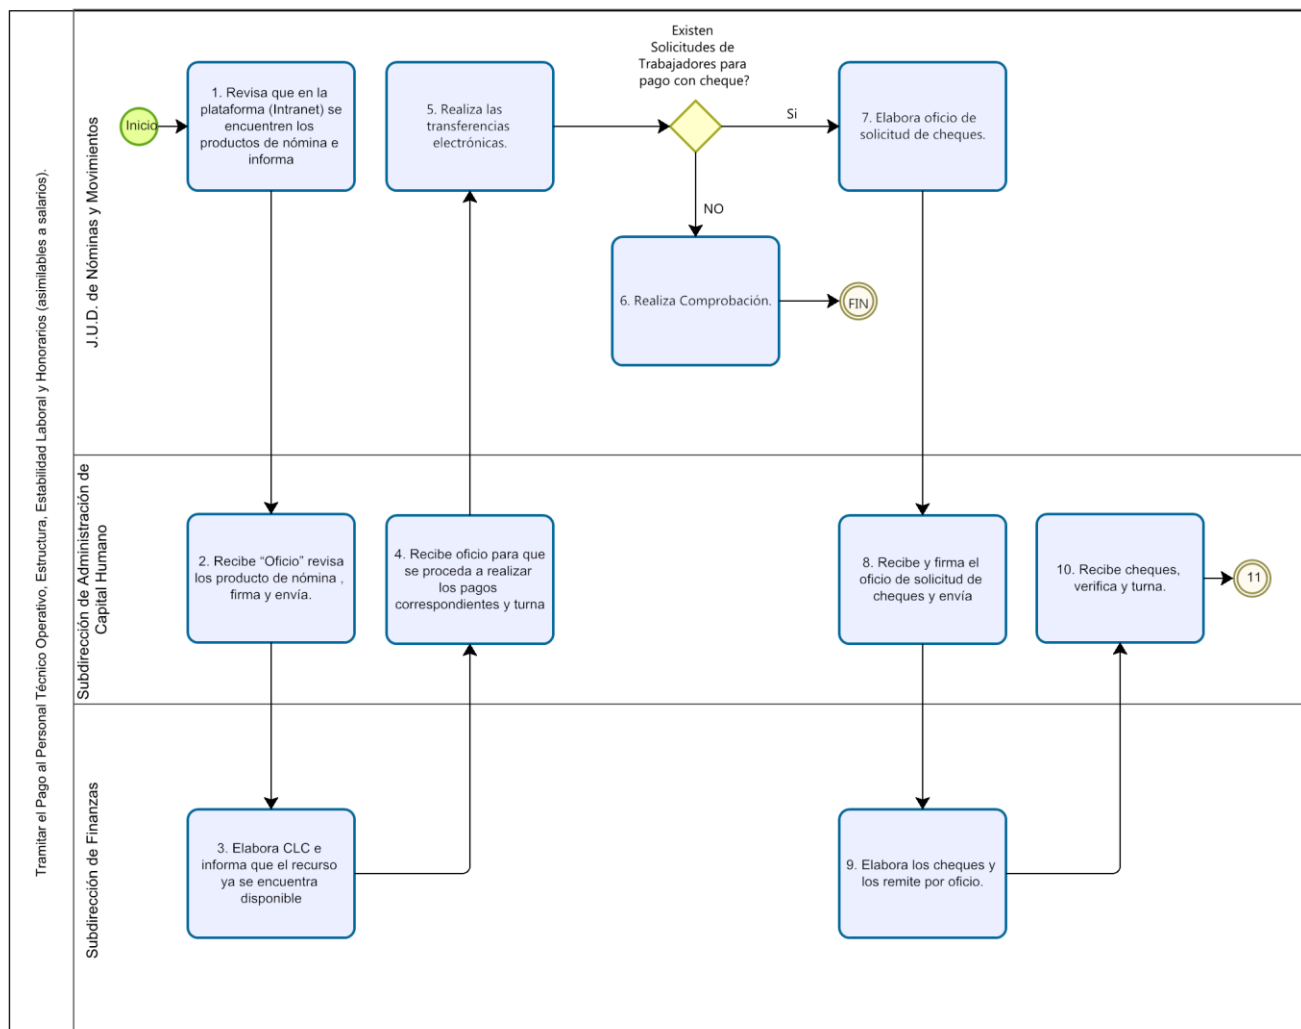 Tramitar el Pago al Personal Técnico Operativo, Estructura, Estabilidad Laboral y Honorarios (asimilables a salarios).
J.U.D. de Nóminas y Movimientos
Inicio
1. Revisa que en la
plataforma (Intranet) se
encuentren los
productos de nómina e
informa
5. Realiza las
transferencias
electrónicas.
Existen
Solicitudes de
Trabajadores para
pago con cheque?
Si
7. Elabora oficio de
solicitud de cheques.
NO
6. Realiza Comprobación.
FIN
Subdirección de Administración de
Capital Humano
2. Recibe “Oficio” revisa
los producto de nómina ,
firma y envía.
4. Recibe oficio para que
se proceda a realizar
los pagos
correspondientes y turna
8. Recibe y firma el
oficio de solicitud de
cheques y envía
10. Recibe cheques,
verifica y turna.
11
Subdirección de Finanzas
3. Elabora CLC e
informa que el recurso
ya se encuentra
disponible
9. Elabora los cheques y
los remite por oficio.